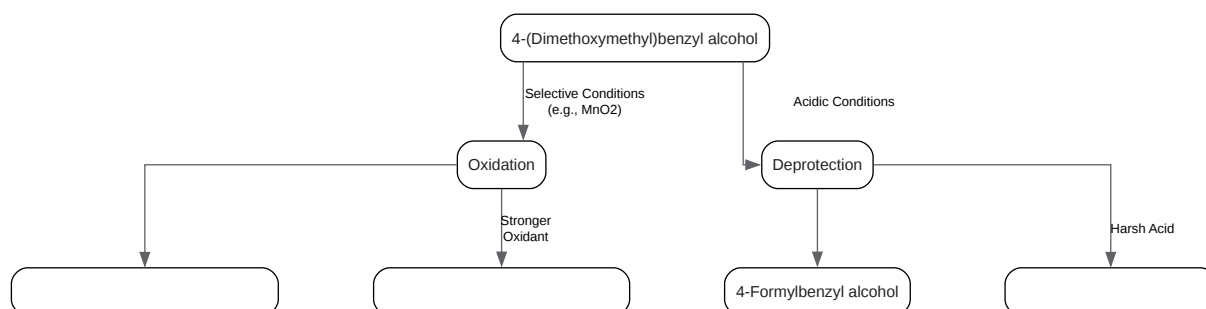 4-(Dimethoxymethyl)benzyl alcohol
Selective Conditions
(e.g., MnO2)
Acidic Conditions
Oxidation
Deprotection
Stronger
Oxidant
Harsh Acid
4-Formylbenzyl alcohol